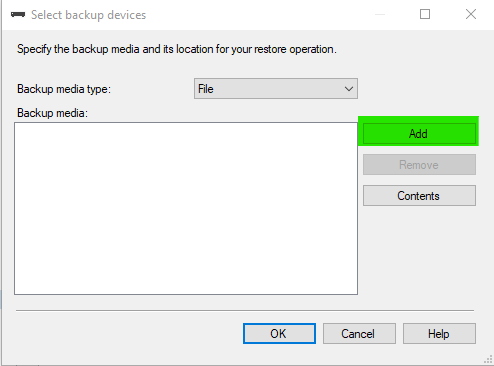 Select backup devices
Specify the backup media and its location for your restore operation.
Backup media type:
File
Backup media:
Add
Remove
Contents
OK
Cancel
Help